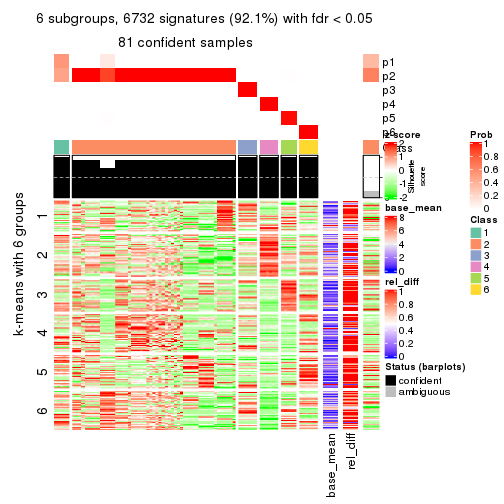 6 subgroups, 6732 signatures (92.1%) with fdr < 0.05
81 confident samples
p1
p2
p3
p4
p5
p6
Class
z-score
2
1
0
-1
-2
Silhouette
score
base_mean
8
6
4
2
0
rel_diff
1
0.8
0.6
0.4
0.2
0
Prob
1
0.8
0.6
0.4
0.2
0
Class
1
2
3
4
5
6
Status (barplots)
confident
ambiguous
k-means with 6 groups
1
2
3
4
5
6
base_mean
rel_diff